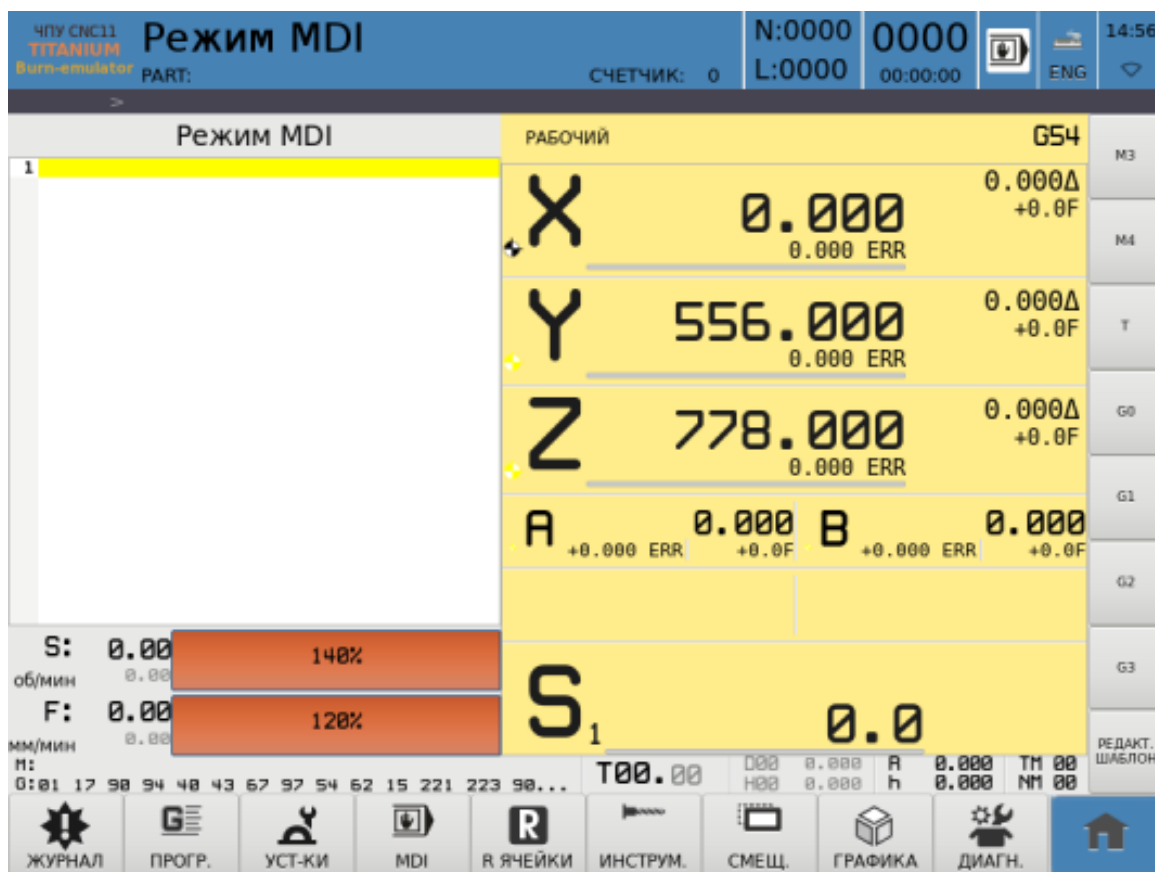 ЧПУ CNC11
TITANIUM
Burn-emulator
Режим MDI
PART:
СЧЕТЧИК: 0
N:0000
L:0000
0000
00:00:00
ENG
14:56
>
Режим MDI
1
РАБОЧИЙ G54
X 0.000
0.000 ERR
0.000Δ
+0.0F
Y 556.000
0.000 ERR
0.000Δ
+0.0F
Z 778.000
0.000 ERR
0.000Δ
+0.0F
A 0.000
+0.000 ERR +0.0F
B 0.000
+0.000 ERR +0.0F
S: 0.00 140%
об/мин 0.00
F: 0.00 120%
мм/мин 0.00
S1 0.0
M:
G:01 17 90 94 40 43 67 97 54 62 15 221 223 90...
T00.00
D00 0.000 R 0.000 TM 00
H00 0.000 h 0.000 NM 00
M3
M4
T
G0
G1
G2
G3
РЕДАКТ.
ШАБЛОН
ЖУРНАЛ
G
ПРОГР.
УСТ-КИ
MDI
R
R ЯЧЕЙКИ
ИНСТРУМ.
СМЕЩ.
ГРАФИКА
ДИАГН.